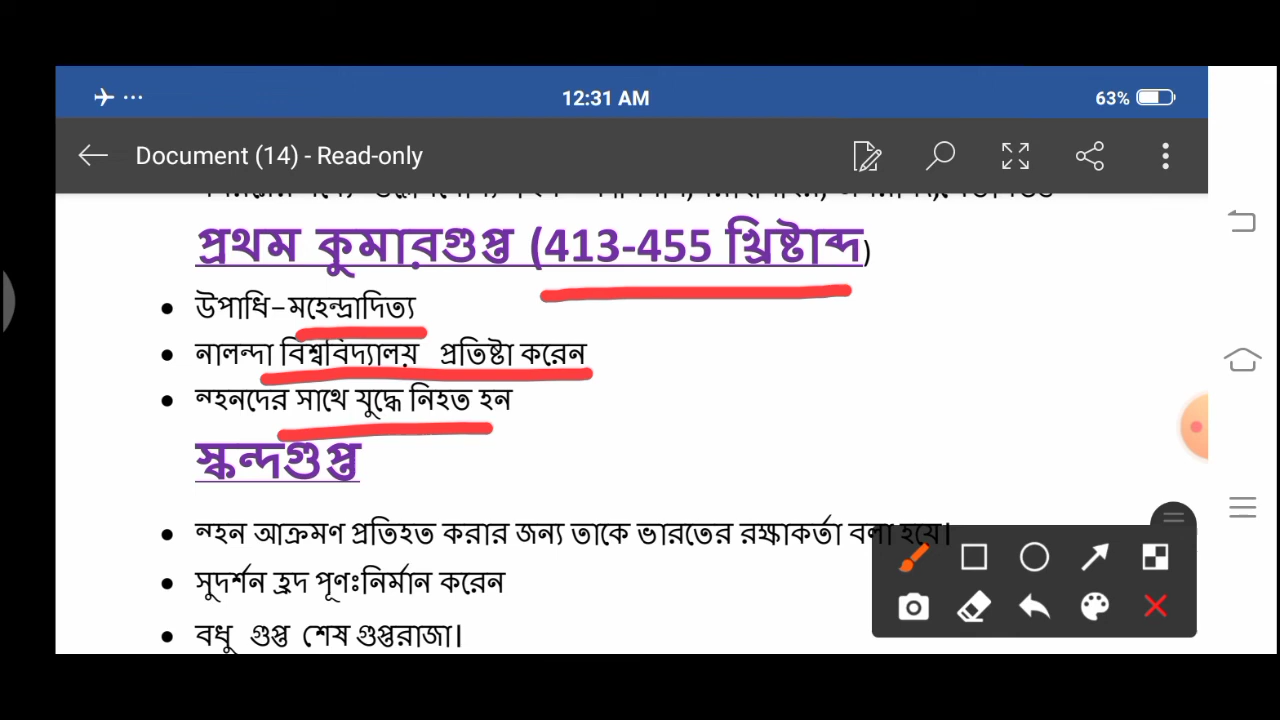 12:31 AM
63%
Document (14) - Read-only
প্রথম কুমারগুপ্ত (413-455 খ্রিষ্টাব্দ)
• উপাধি-মহেন্দ্রাদিত্য
• নালন্দা বিশ্ববিদ্যালয় প্রতিষ্টা করেন
• হুনদের সাথে যুদ্ধে নিহত হন
স্কন্দগুপ্ত
• হুন আক্রমণ প্রতিহত করার জন্য তাকে ভারতের রক্ষাকর্তা বলা হযে।
• সুদর্শন হ্রদ পূণঃনির্মান করেন
• বধু গুপ্ত শেষ গুপ্তরাজা।